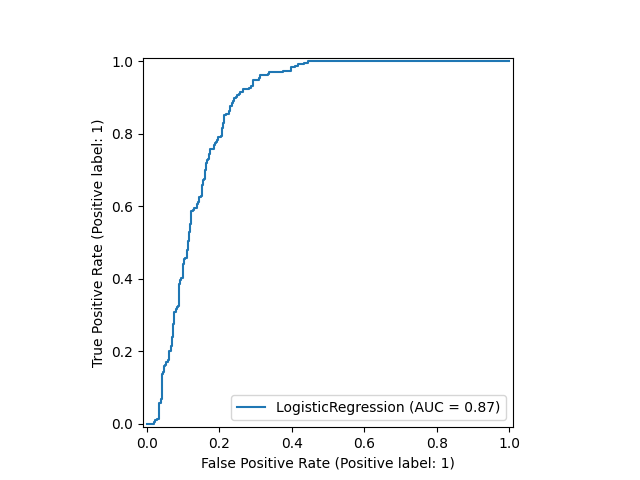 1.0
0.8
0.6
0.4
0.2
0.0
True Positive Rate (Positive label: 1)
LogisticRegression (AUC = 0.87)
0.0 0.2 0.4 0.6 0.8 1.0
False Positive Rate (Positive label: 1)